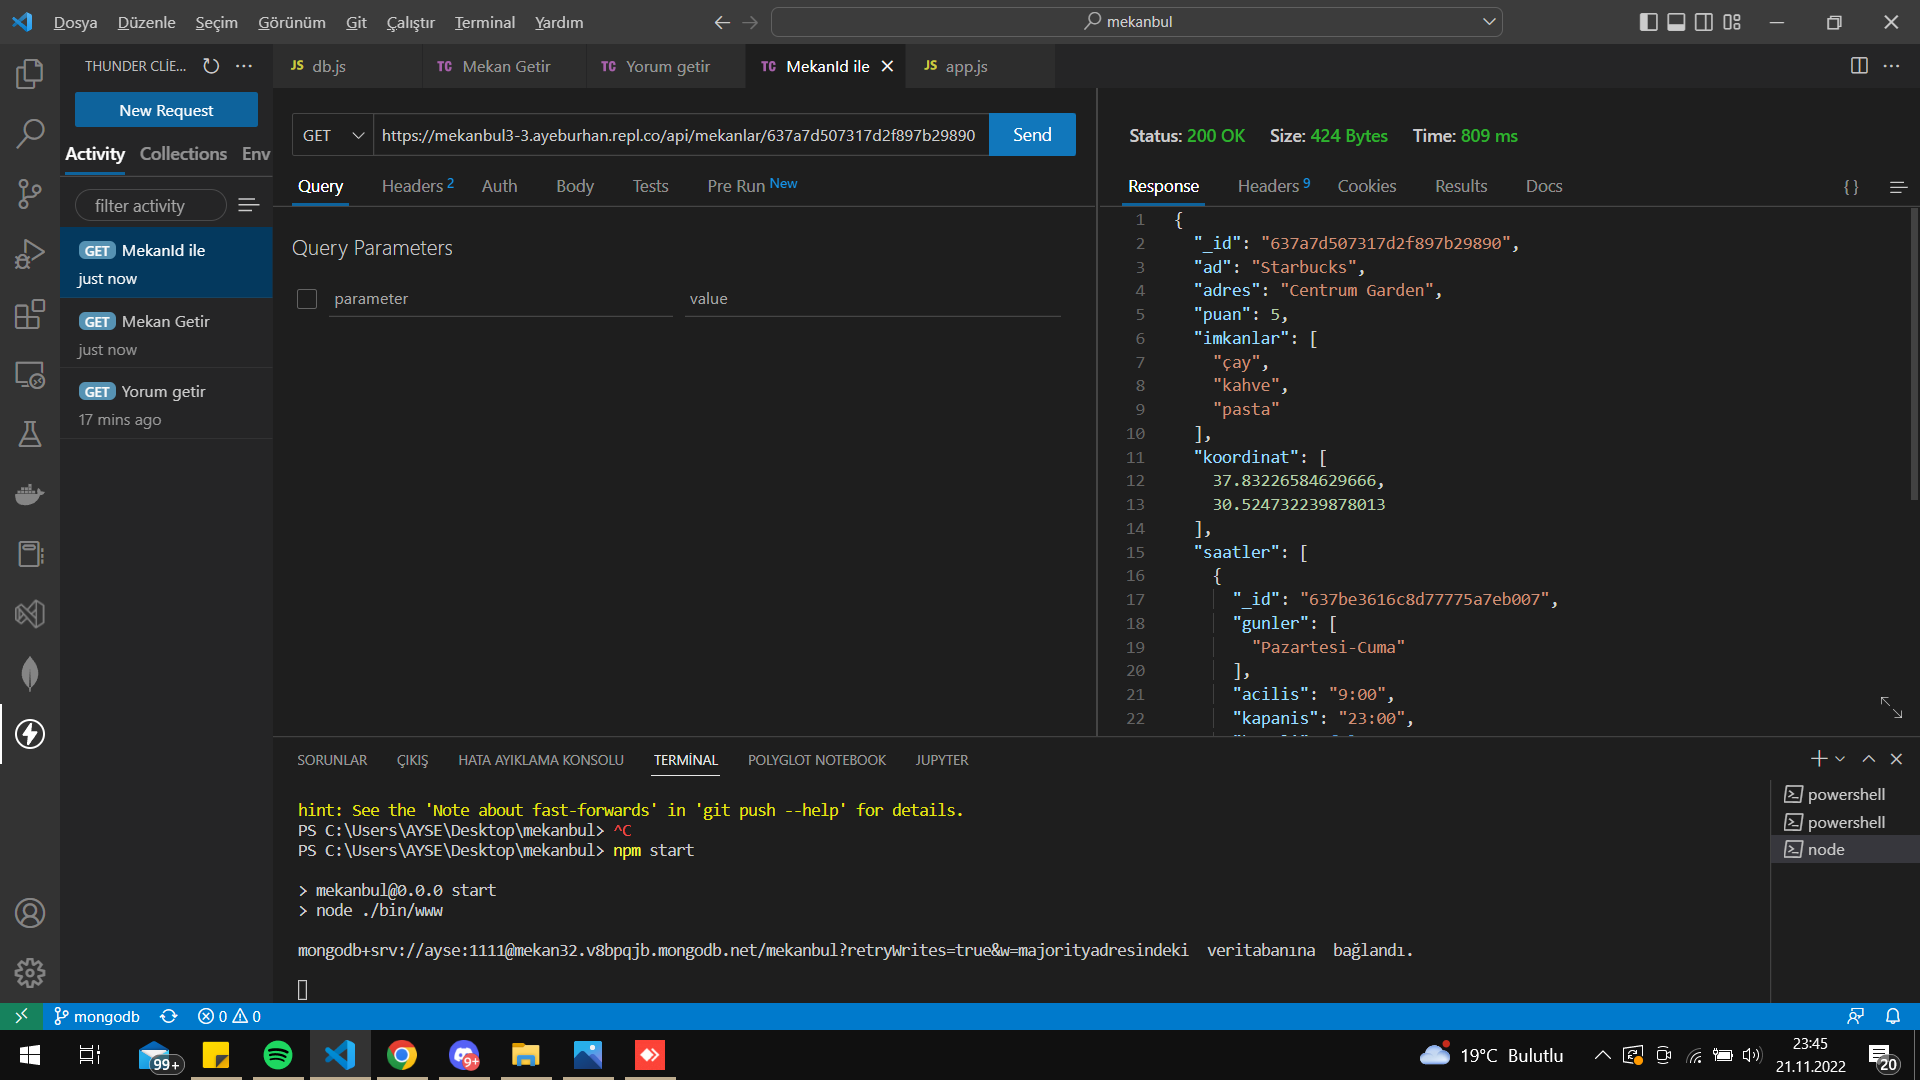 Dosya Düzenle Seçim Görünüm Git Çalıştır Terminal Yardım
mekanbul
THUNDER CLİE...
JS db.js
TC Mekan Getir
TC Yorum getir
TC MekanId ile
JS app.js
New Request
Activity Collections Env
filter activity
GET MekanId ile
just now
GET Mekan Getir
just now
GET Yorum getir
17 mins ago
GET
https://mekanbul3-3.ayeburhan.repl.co/api/mekanlar/637a7d507317d2f897b29890
Send
Query Headers 2 Auth Body Tests Pre Run New
Query Parameters
parameter value
Status: 200 OK Size: 424 Bytes Time: 809 ms
Response Headers 9 Cookies Results Docs
{ }
1 {
2 "_id": "637a7d507317d2f897b29890",
3 "ad": "Starbucks",
4 "adres": "Centrum Garden",
5 "puan": 5,
6 "imkanlar": [
7 "çay",
8 "kahve",
9 "pasta"
10 ],
11 "koordinat": [
12 37.83226584629666,
13 30.524732239878013
14 ],
15 "saatler": [
16 {
17 "_id": "637be3616c8d77775a7eb007",
18 "gunler": [
19 "Pazartesi-Cuma"
20 ],
21 "acilis": "9:00",
22 "kapanis": "23:00",
SORUNLAR ÇIKIŞ HATA AYIKLAMA KONSOLU TERMİNAL POLYGLOT NOTEBOOK JUPYTER
hint: See the 'Note about fast-forwards' in 'git push --help' for details.
PS C:\Users\AYSE\Desktop\mekanbul> ^C
PS C:\Users\AYSE\Desktop\mekanbul> npm start
> mekanbul@0.0.0 start
> node ./bin/www
mongodb+srv://ayse:1111@mekan32.v8bpqjb.mongodb.net/mekanbul?retryWrites=true&w=majorityadresindeki veritabanına bağlandı.
powershell
powershell
node
mongodb 0 0
99+
9+
19°C Bulutlu
23:45
21.11.2022
20